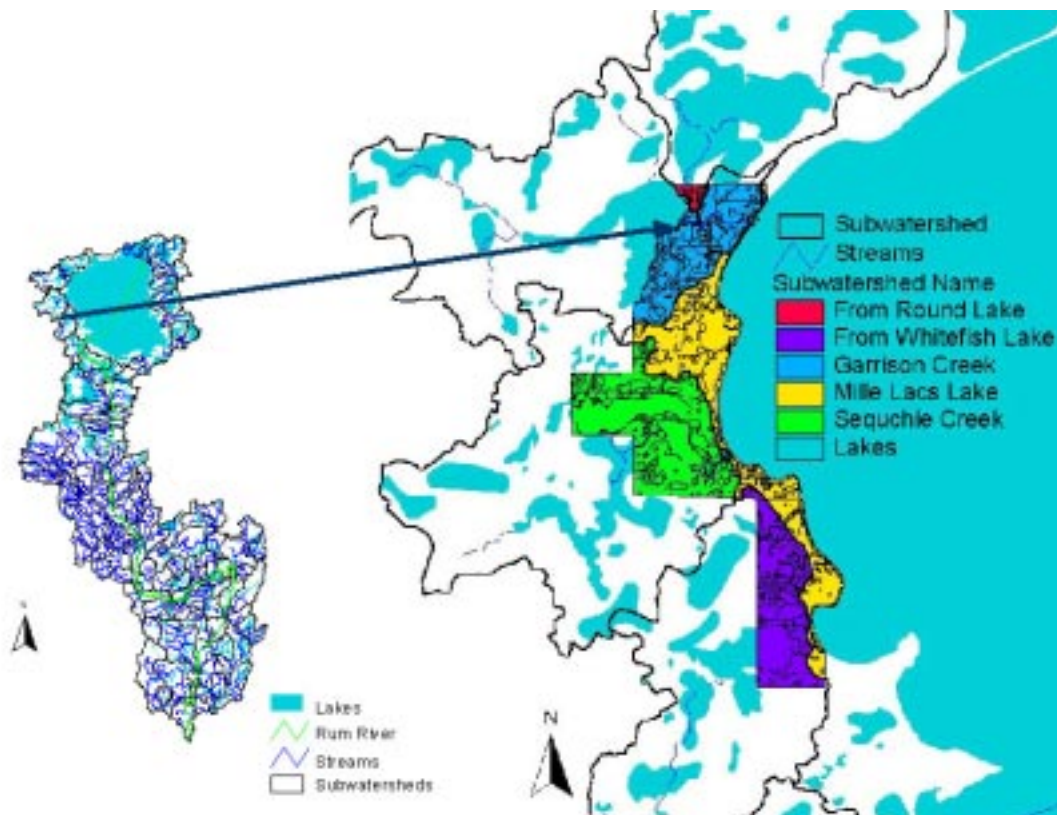 Subwatershed
Streams
Subwatershed Name
From Round Lake
From Whitefish Lake
Garrison Creek
Mille Lacs Lake
Sequchie Creek
Lakes
N
Lakes
Rum River
Streams
Subwatersheds
N